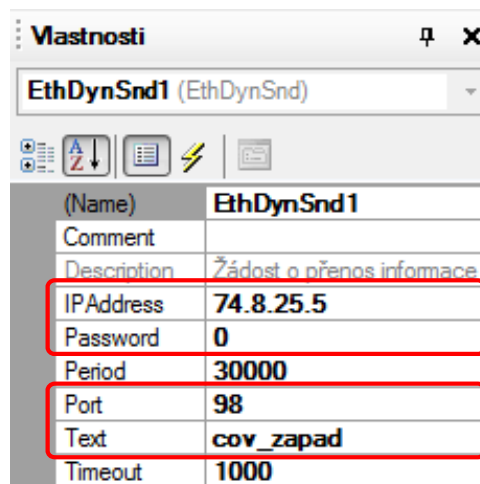 Vlastnosti
EthDynSnd1 (EthDynSnd)
(Name) EthDynSnd1
Comment
Description Žádost o přenos informace
IPAddress 74.8.25.5
Password 0
Period 30000
Port 98
Text cov_zapad
Timeout 1000